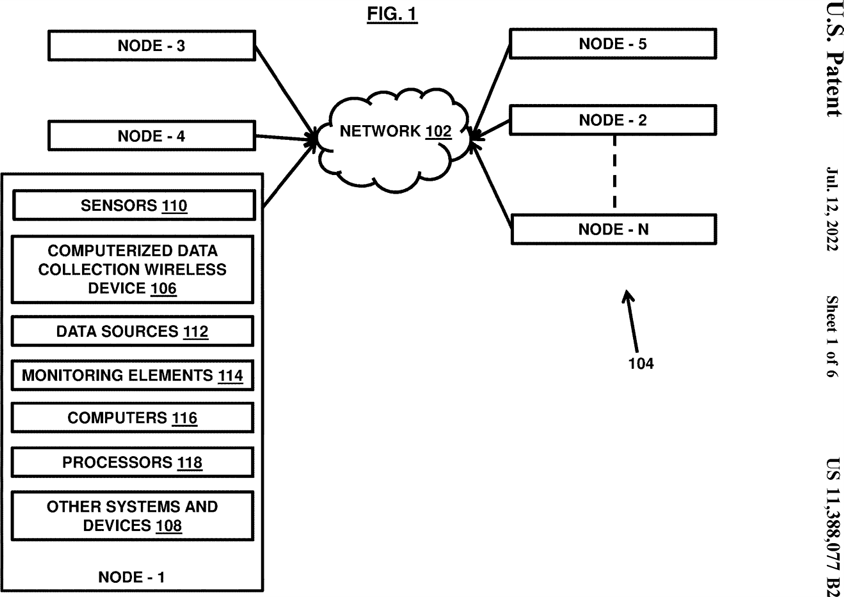 FIG. 1
NODE - 3
NODE - 4
NETWORK 102
NODE - 5
NODE - 2
NODE - N
104
SENSORS 110
COMPUTERIZED DATA
COLLECTION WIRELESS
DEVICE 106
DATA SOURCES 112
MONITORING ELEMENTS 114
COMPUTERS 116
PROCESSORS 118
OTHER SYSTEMS AND
DEVICES 108
NODE - 1
U.S. Patent
Jul. 12, 2022
Sheet 1 of 6
US 11,388,077 B2